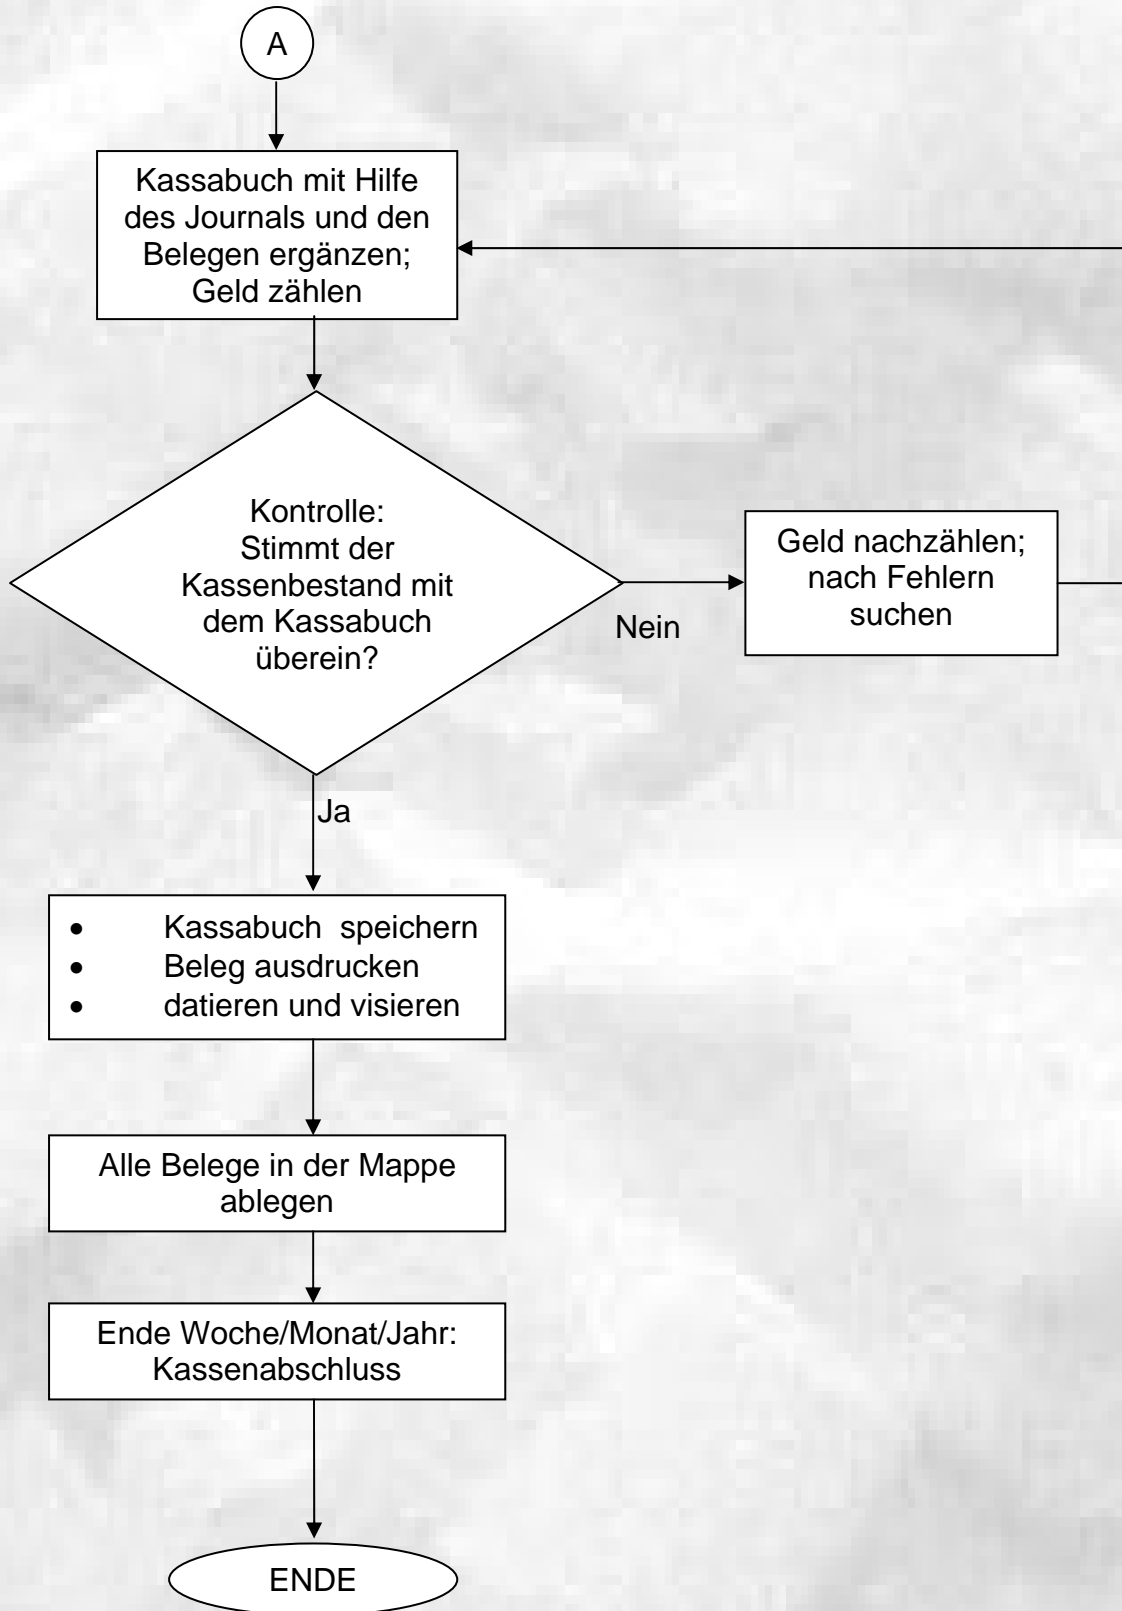 A
Kassabuch mit Hilfe
des Journals und den
Belegen ergänzen;
Geld zählen
Kontrolle:
Stimmt der
Kassenbestand mit
dem Kassabuch
überein?
Nein
Geld nachzählen;
nach Fehlern
suchen
Ja
• Kassabuch  speichern
• Beleg ausdrucken
• datieren und visieren
Alle Belege in der Mappe
ablegen
Ende Woche/Monat/Jahr:
Kassenabschluss
ENDE